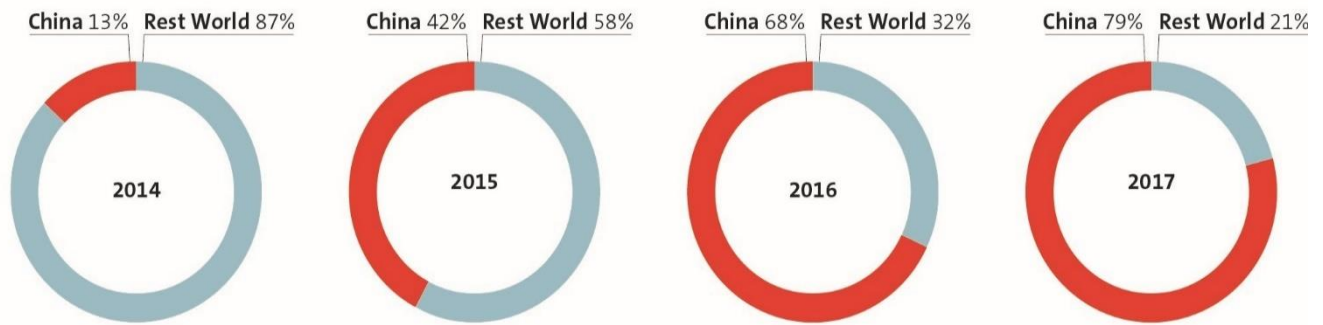 China 13% Rest World 87%
China 42% Rest World 58%
China 68% Rest World 32%
China 79% Rest World 21%
2014
2015
2016
2017